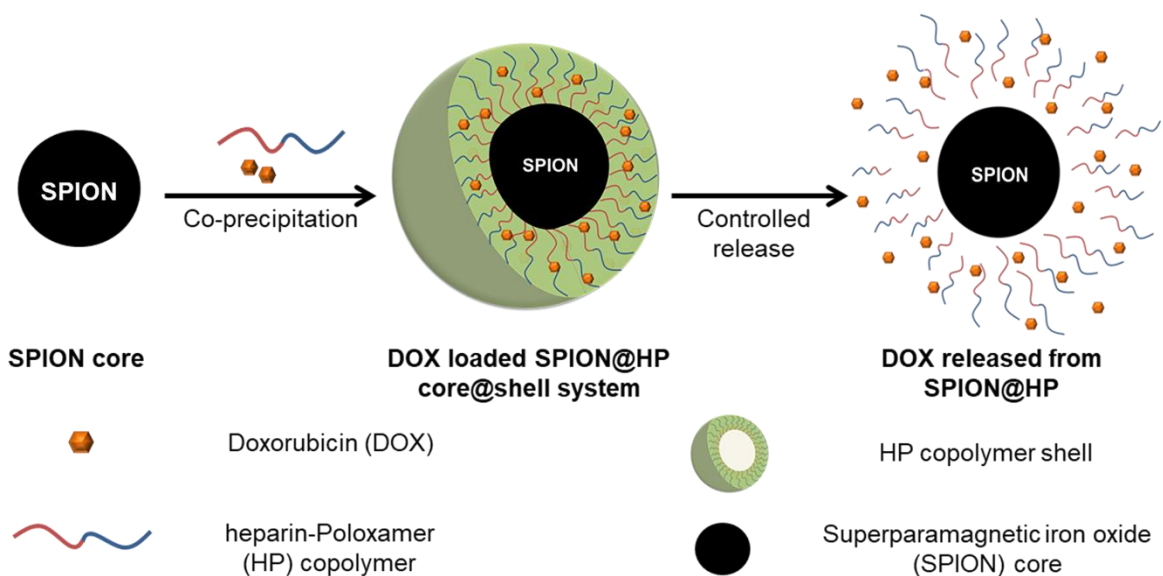 SPION
Co-precipitation
SPION
Controlled
release
SPION
SPION core
DOX loaded SPION@HP
core@shell system
DOX released from
SPION@HP
Doxorubicin (DOX)
HP copolymer shell
heparin-Poloxamer
(HP) copolymer
Superparamagnetic iron oxide
(SPION) core